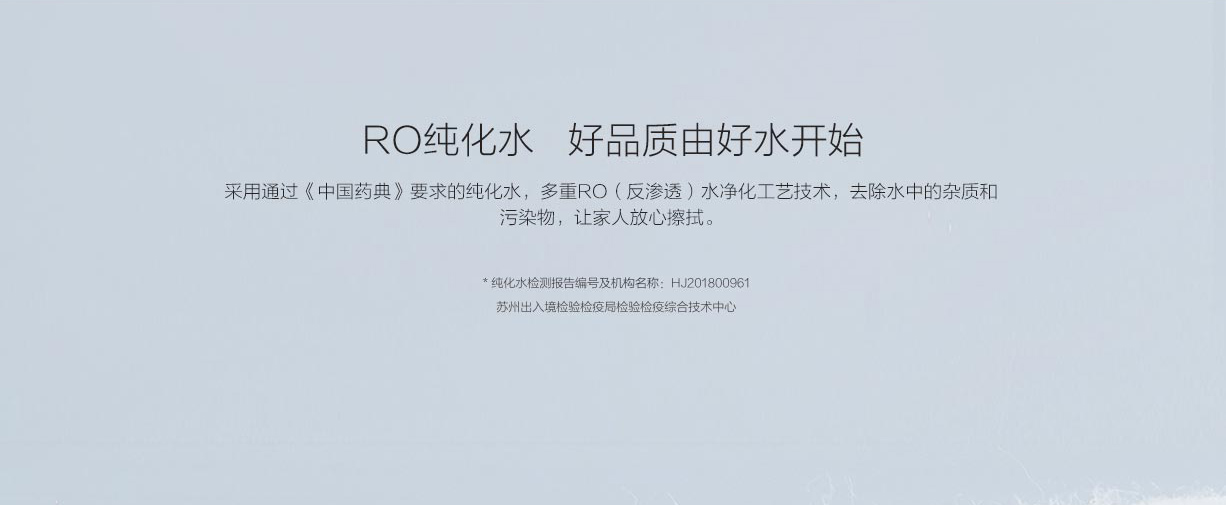 RO纯化水 好品质由好水开始
采用通过《中国药典》要求的纯化水，多重RO（反渗透）水净化工艺技术，去除水中的杂质和
污染物，让家人放心擦拭。
* 纯化水检测报告编号及机构名称：HJ201800961
苏州出入境检验检疫局检验检疫综合技术中心